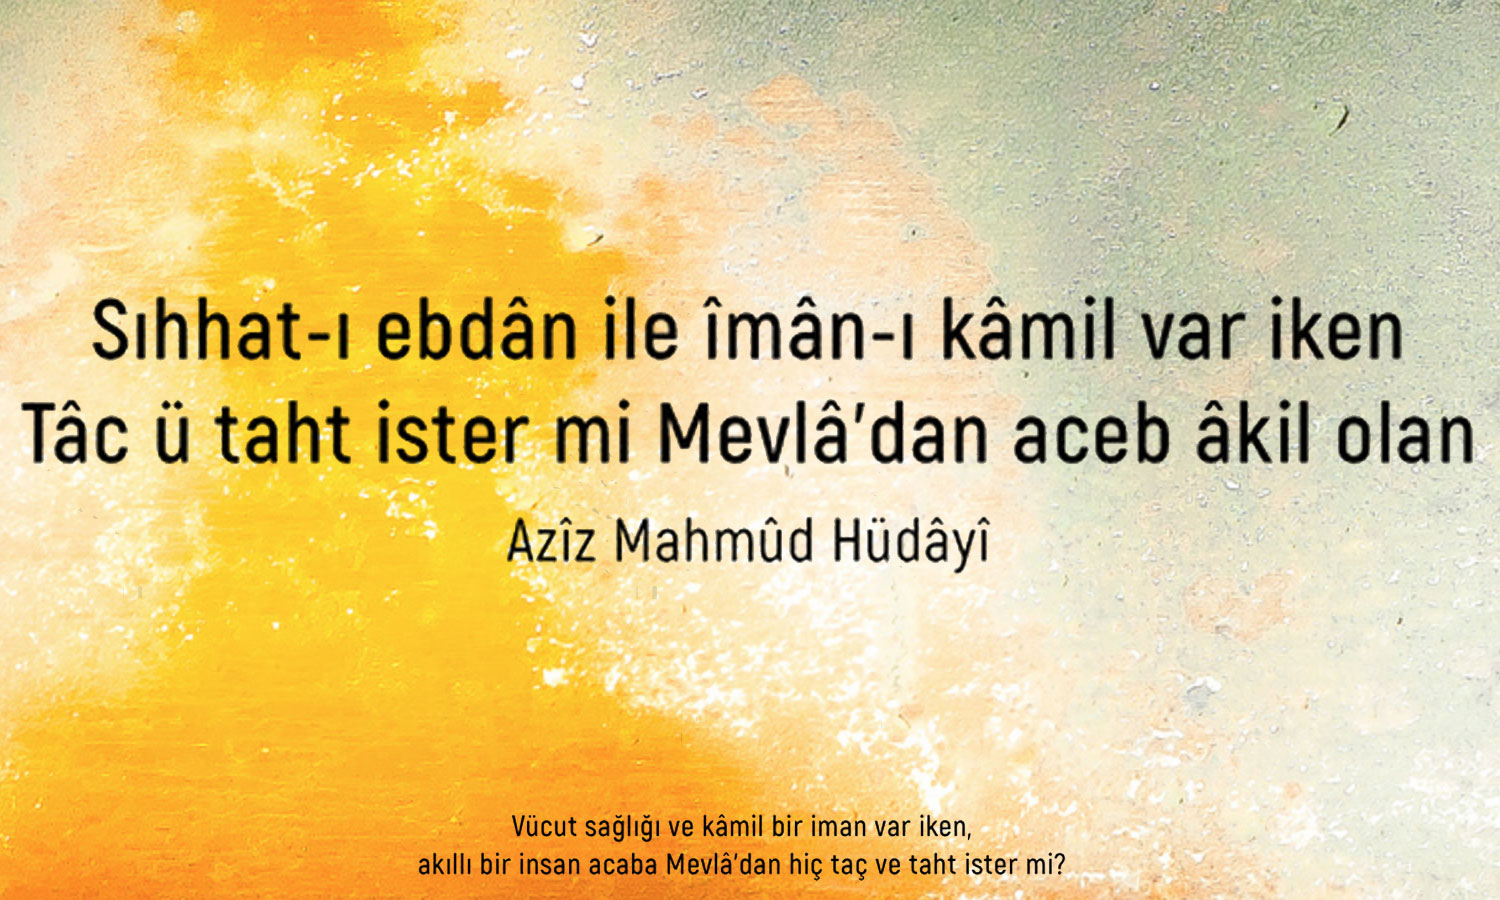 Sıhhat-ı ebdân ile îmân-ı kâmil var iken
Tâc ü taht ister mi Mevlâ'dan aceb âkil olan
Azîz Mahmûd Hüdâyî
Vücut sağlığı ve kâmil bir iman var iken,
akıllı bir insan acaba Mevlâ'dan hiç taç ve taht ister mi?